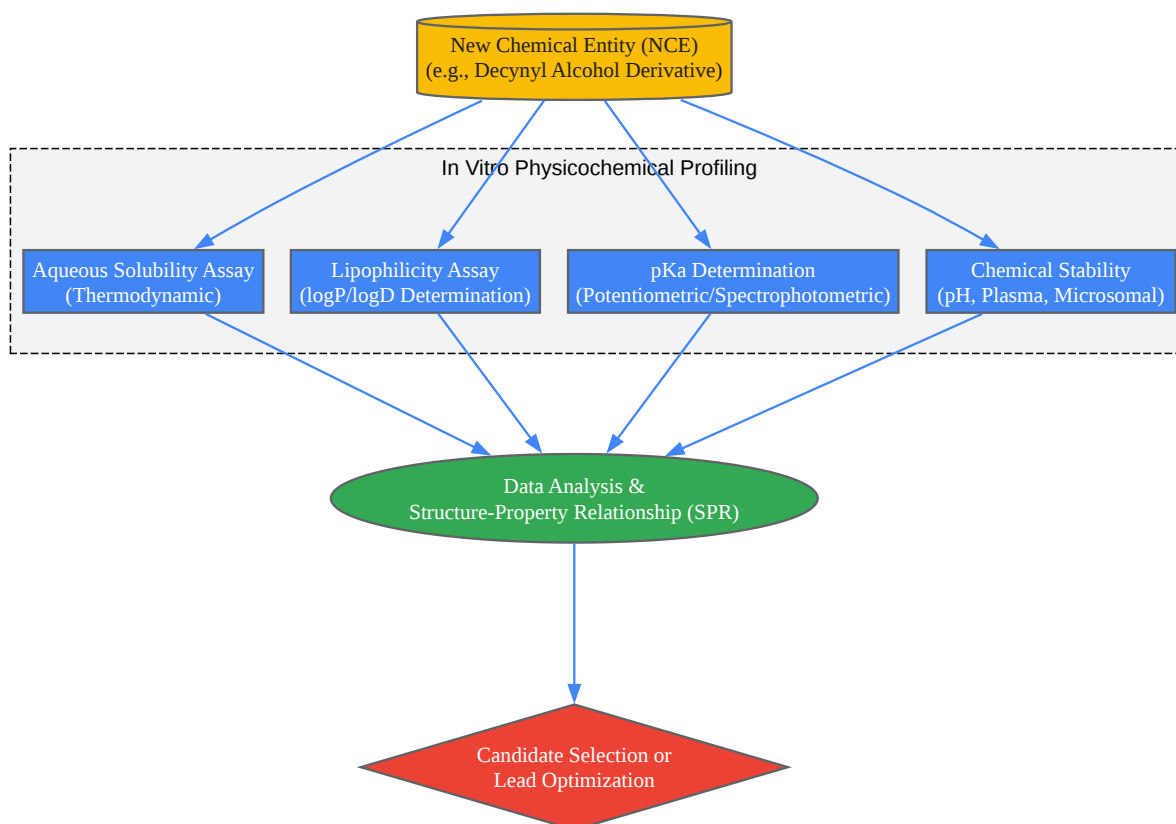 New Chemical Entity (NCE)
(e.g., Decynyl Alcohol Derivative)
In Vitro Physicochemical Profiling
Aqueous Solubility Assay
(Thermodynamic)
Lipophilicity Assay
(logP/logD Determination)
pKa Determination
(Potentiometric/Spectrophotometric)
Chemical Stability
(pH, Plasma, Microsomal)
Data Analysis &
Structure-Property Relationship (SPR)
Candidate Selection or
Lead Optimization